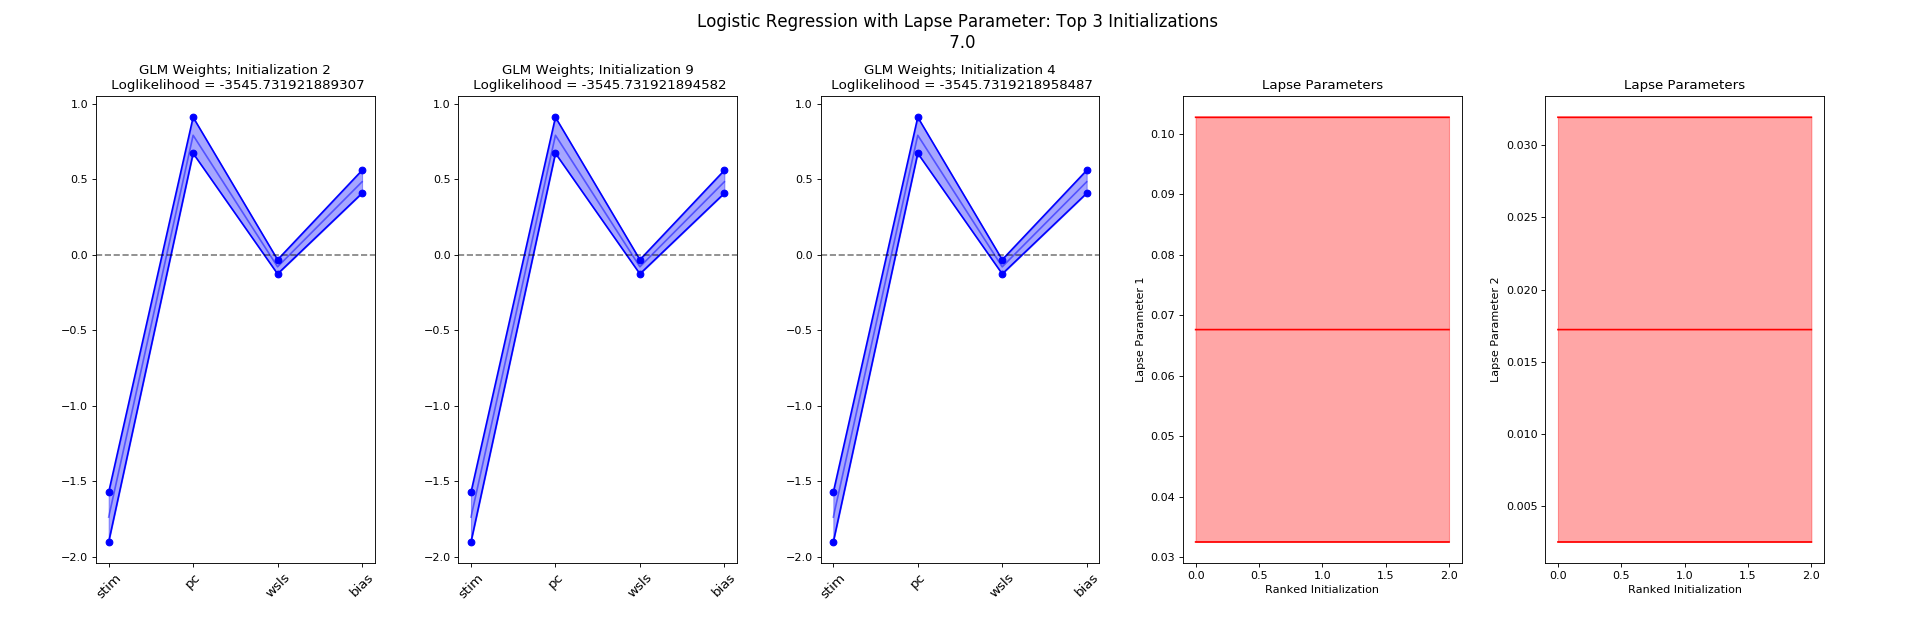 Logistic Regression with Lapse Parameter: Top 3 Initializations
7.0
GLM Weights; Initialization 2
Loglikelihood = -3545.731921889307
1.0
0.5
0.0
−0.5
−1.0
−1.5
−2.0
stim
pc
wsls
bias
GLM Weights; Initialization 9
Loglikelihood = -3545.731921894582
1.0
0.5
0.0
−0.5
−1.0
−1.5
−2.0
stim
pc
wsls
bias
GLM Weights; Initialization 4
Loglikelihood = -3545.7319218958487
1.0
0.5
0.0
−0.5
−1.0
−1.5
−2.0
stim
pc
wsls
bias
Lapse Parameters
Lapse Parameter 1
0.10
0.09
0.08
0.07
0.06
0.05
0.04
0.03
0.0
0.5
1.0
1.5
2.0
Ranked Initialization
Lapse Parameters
Lapse Parameter 2
0.030
0.025
0.020
0.015
0.010
0.005
0.0
0.5
1.0
1.5
2.0
Ranked Initialization